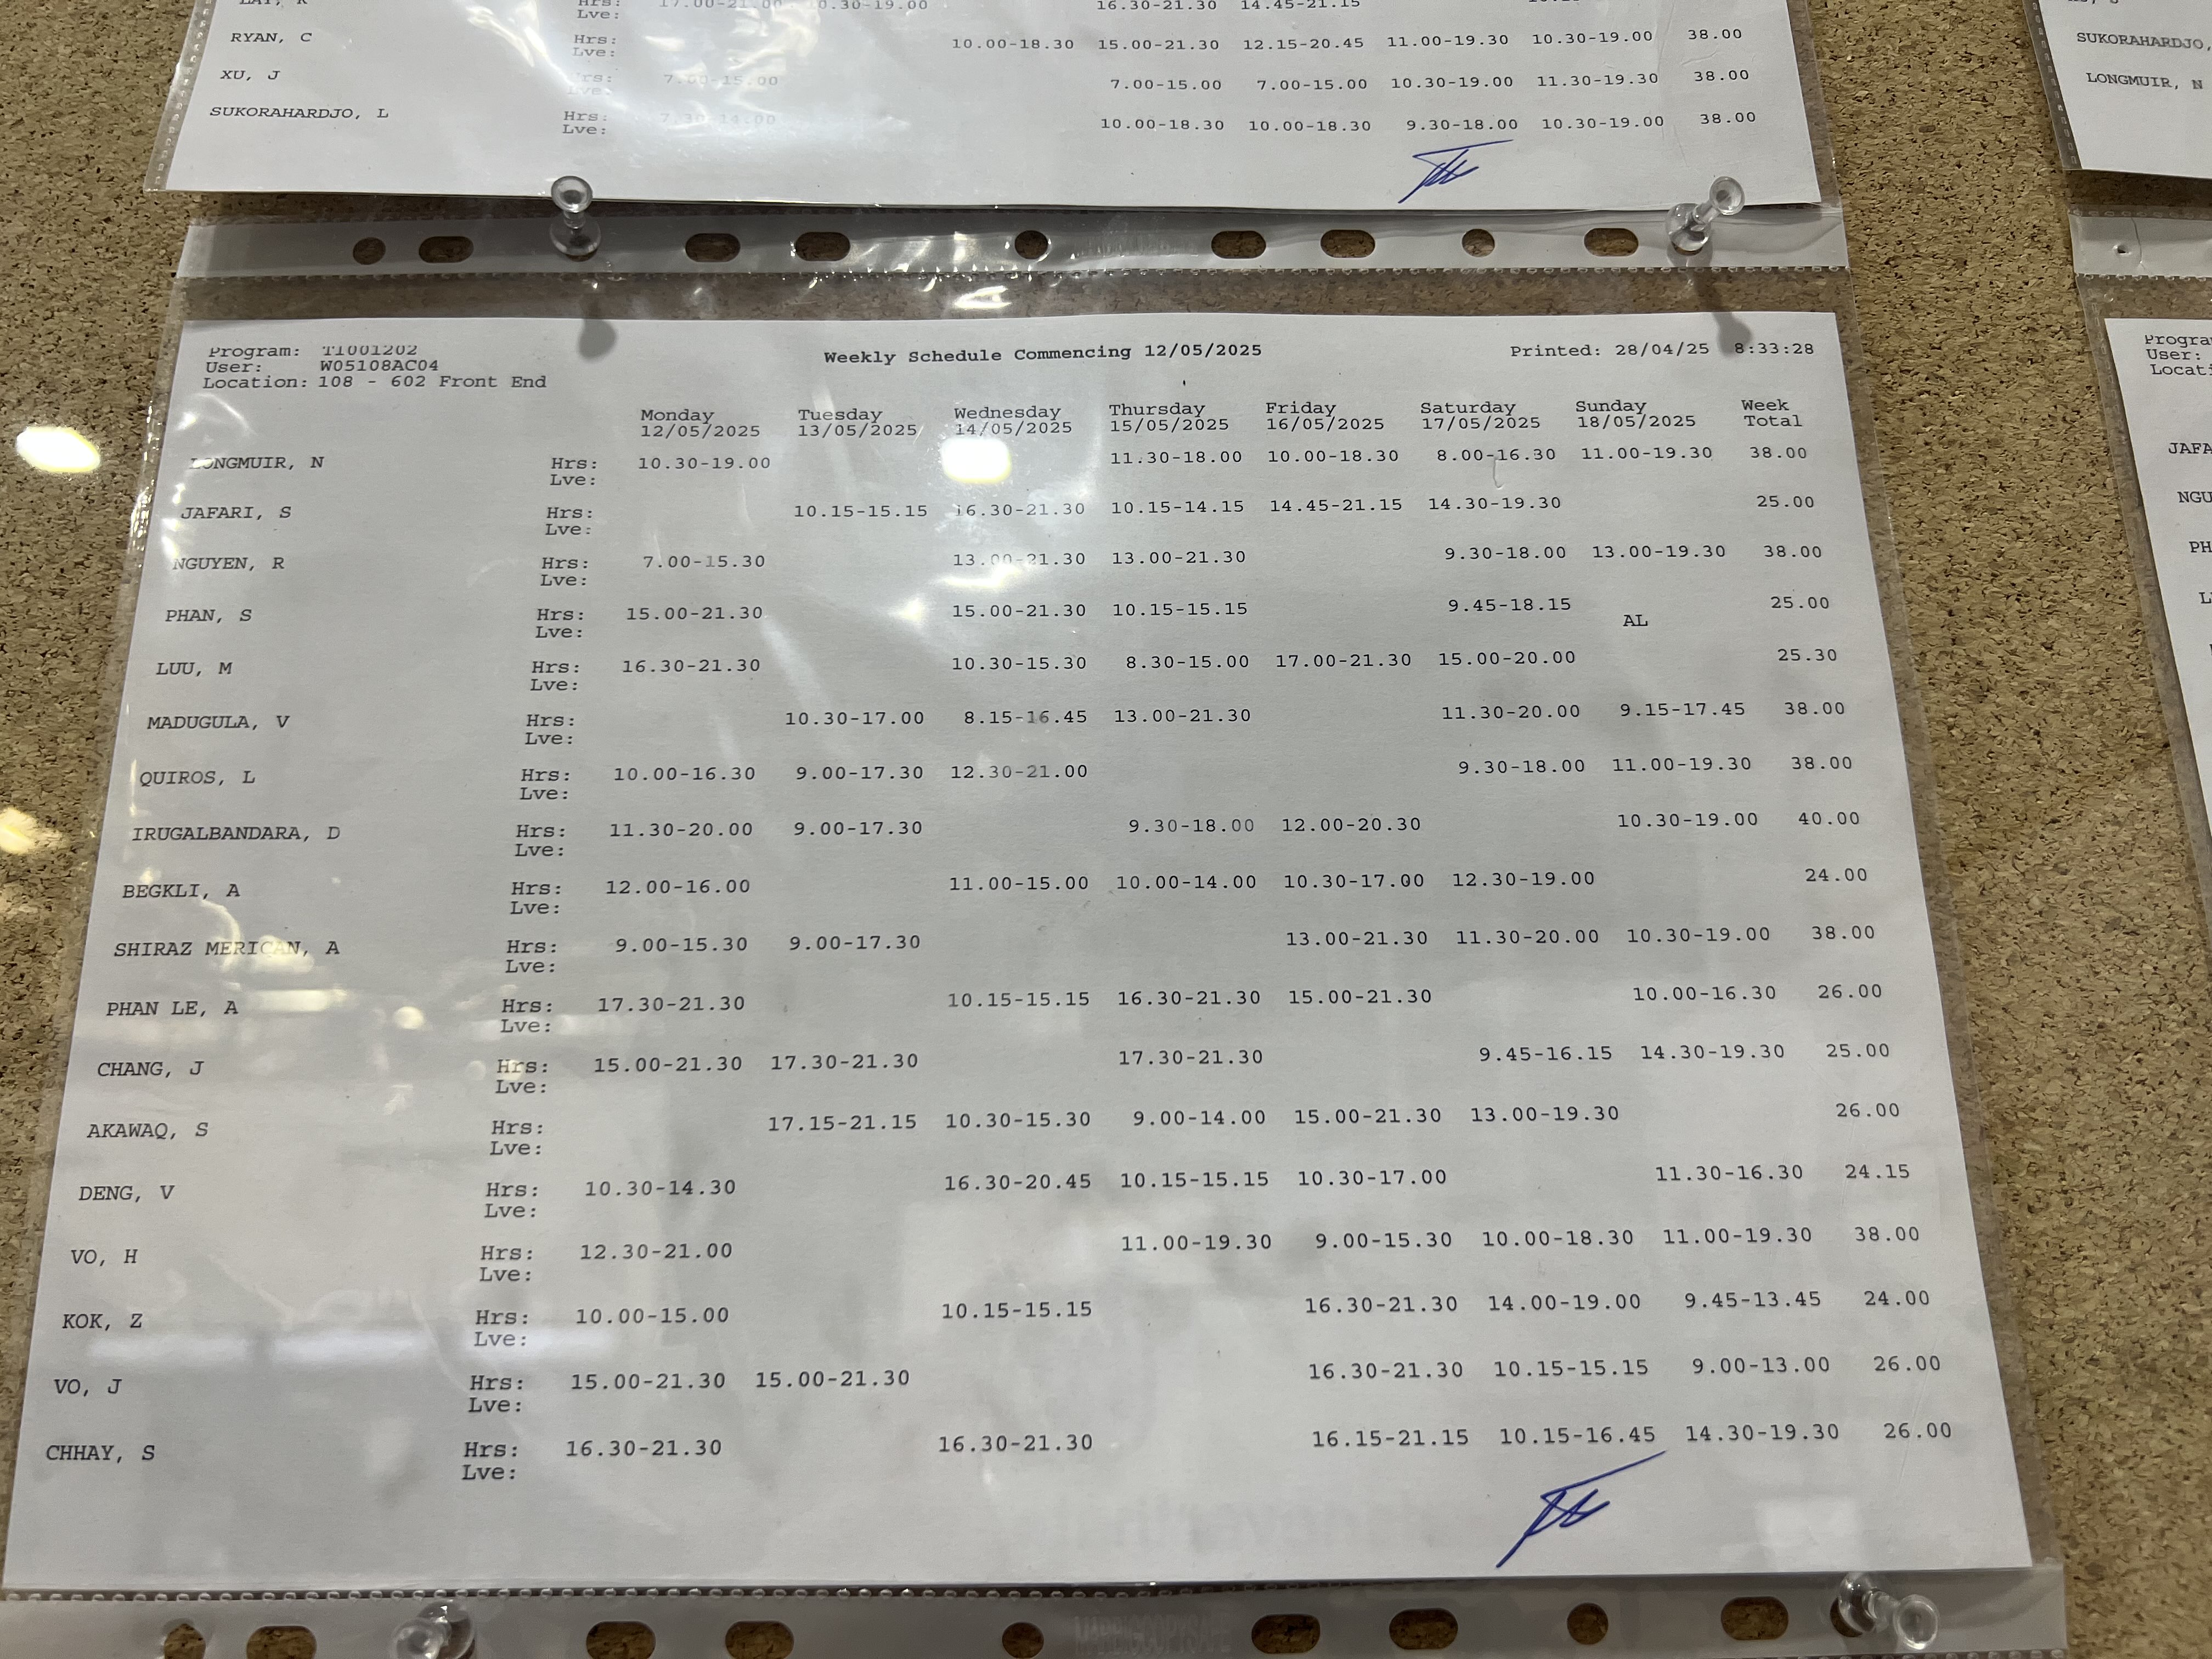 Hrs: 17.00-21.00 10.30-19.00 16.30-21.30 14.45-21.15
Lve:
RYAN, C Hrs: 10.00-18.30 15.00-21.30 12.15-20.45 11.00-19.30 10.30-19.00 38.00
Lve:
XU, J Hrs: 7.00-15.00 7.00-15.00 7.00-15.00 10.30-19.00 11.30-19.30 38.00
Lve:
SUKORAHARDJO, L Hrs: 7.30-14.00 10.00-18.30 10.00-18.30 9.30-18.00 10.30-19.00 38.00
Lve:
SUKORAHARDJO,
LONGMUIR, N
Program: T1001202 Weekly Schedule Commencing 12/05/2025 Printed: 28/04/25 8:33:28
User: W05108AC04
Location: 108 - 602 Front End
Monday Tuesday Wednesday Thursday Friday Saturday Sunday Week
12/05/2025 13/05/2025 14/05/2025 15/05/2025 16/05/2025 17/05/2025 18/05/2025 Total
LONGMUIR, N Hrs: 10.30-19.00 11.30-18.00 10.00-18.30 8.00-16.30 11.00-19.30 38.00
Lve:
JAFARI, S Hrs: 10.15-15.15 16.30-21.30 10.15-14.15 14.45-21.15 14.30-19.30 25.00
Lve:
NGUYEN, R Hrs: 7.00-15.30 13.00-21.30 13.00-21.30 9.30-18.00 13.00-19.30 38.00
Lve:
PHAN, S Hrs: 15.00-21.30 15.00-21.30 10.15-15.15 9.45-18.15 25.00
Lve: AL
LUU, M Hrs: 16.30-21.30 10.30-15.30 8.30-15.00 17.00-21.30 15.00-20.00 25.30
Lve:
MADUGULA, V Hrs: 10.30-17.00 8.15-16.45 13.00-21.30 11.30-20.00 9.15-17.45 38.00
Lve:
QUIROS, L Hrs: 10.00-16.30 9.00-17.30 12.30-21.00 9.30-18.00 11.00-19.30 38.00
Lve:
IRUGALBANDARA, D Hrs: 11.30-20.00 9.00-17.30 9.30-18.00 12.00-20.30 10.30-19.00 40.00
Lve:
BEGKLI, A Hrs: 12.00-16.00 11.00-15.00 10.00-14.00 10.30-17.00 12.30-19.00 24.00
Lve:
SHIRAZ MERICAN, A Hrs: 9.00-15.30 9.00-17.30 13.00-21.30 11.30-20.00 10.30-19.00 38.00
Lve:
PHAN LE, A Hrs: 17.30-21.30 10.15-15.15 16.30-21.30 15.00-21.30 10.00-16.30 26.00
Lve:
CHANG, J Hrs: 15.00-21.30 17.30-21.30 17.30-21.30 9.45-16.15 14.30-19.30 25.00
Lve:
AKAWAQ, S Hrs: 17.15-21.15 10.30-15.30 9.00-14.00 15.00-21.30 13.00-19.30 26.00
Lve:
DENG, V Hrs: 10.30-14.30 16.30-20.45 10.15-15.15 10.30-17.00 11.30-16.30 24.15
Lve:
VO, H Hrs: 12.30-21.00 11.00-19.30 9.00-15.30 10.00-18.30 11.00-19.30 38.00
Lve:
KOK, Z Hrs: 10.00-15.00 10.15-15.15 16.30-21.30 14.00-19.00 9.45-13.45 24.00
Lve:
VO, J Hrs: 15.00-21.30 15.00-21.30 16.30-21.30 10.15-15.15 9.00-13.00 26.00
Lve:
CHHAY, S Hrs: 16.30-21.30 16.30-21.30 16.15-21.15 10.15-16.45 14.30-19.30 26.00
Lve:
Progra
User:
Locati
JAFA
NGU
PH
L